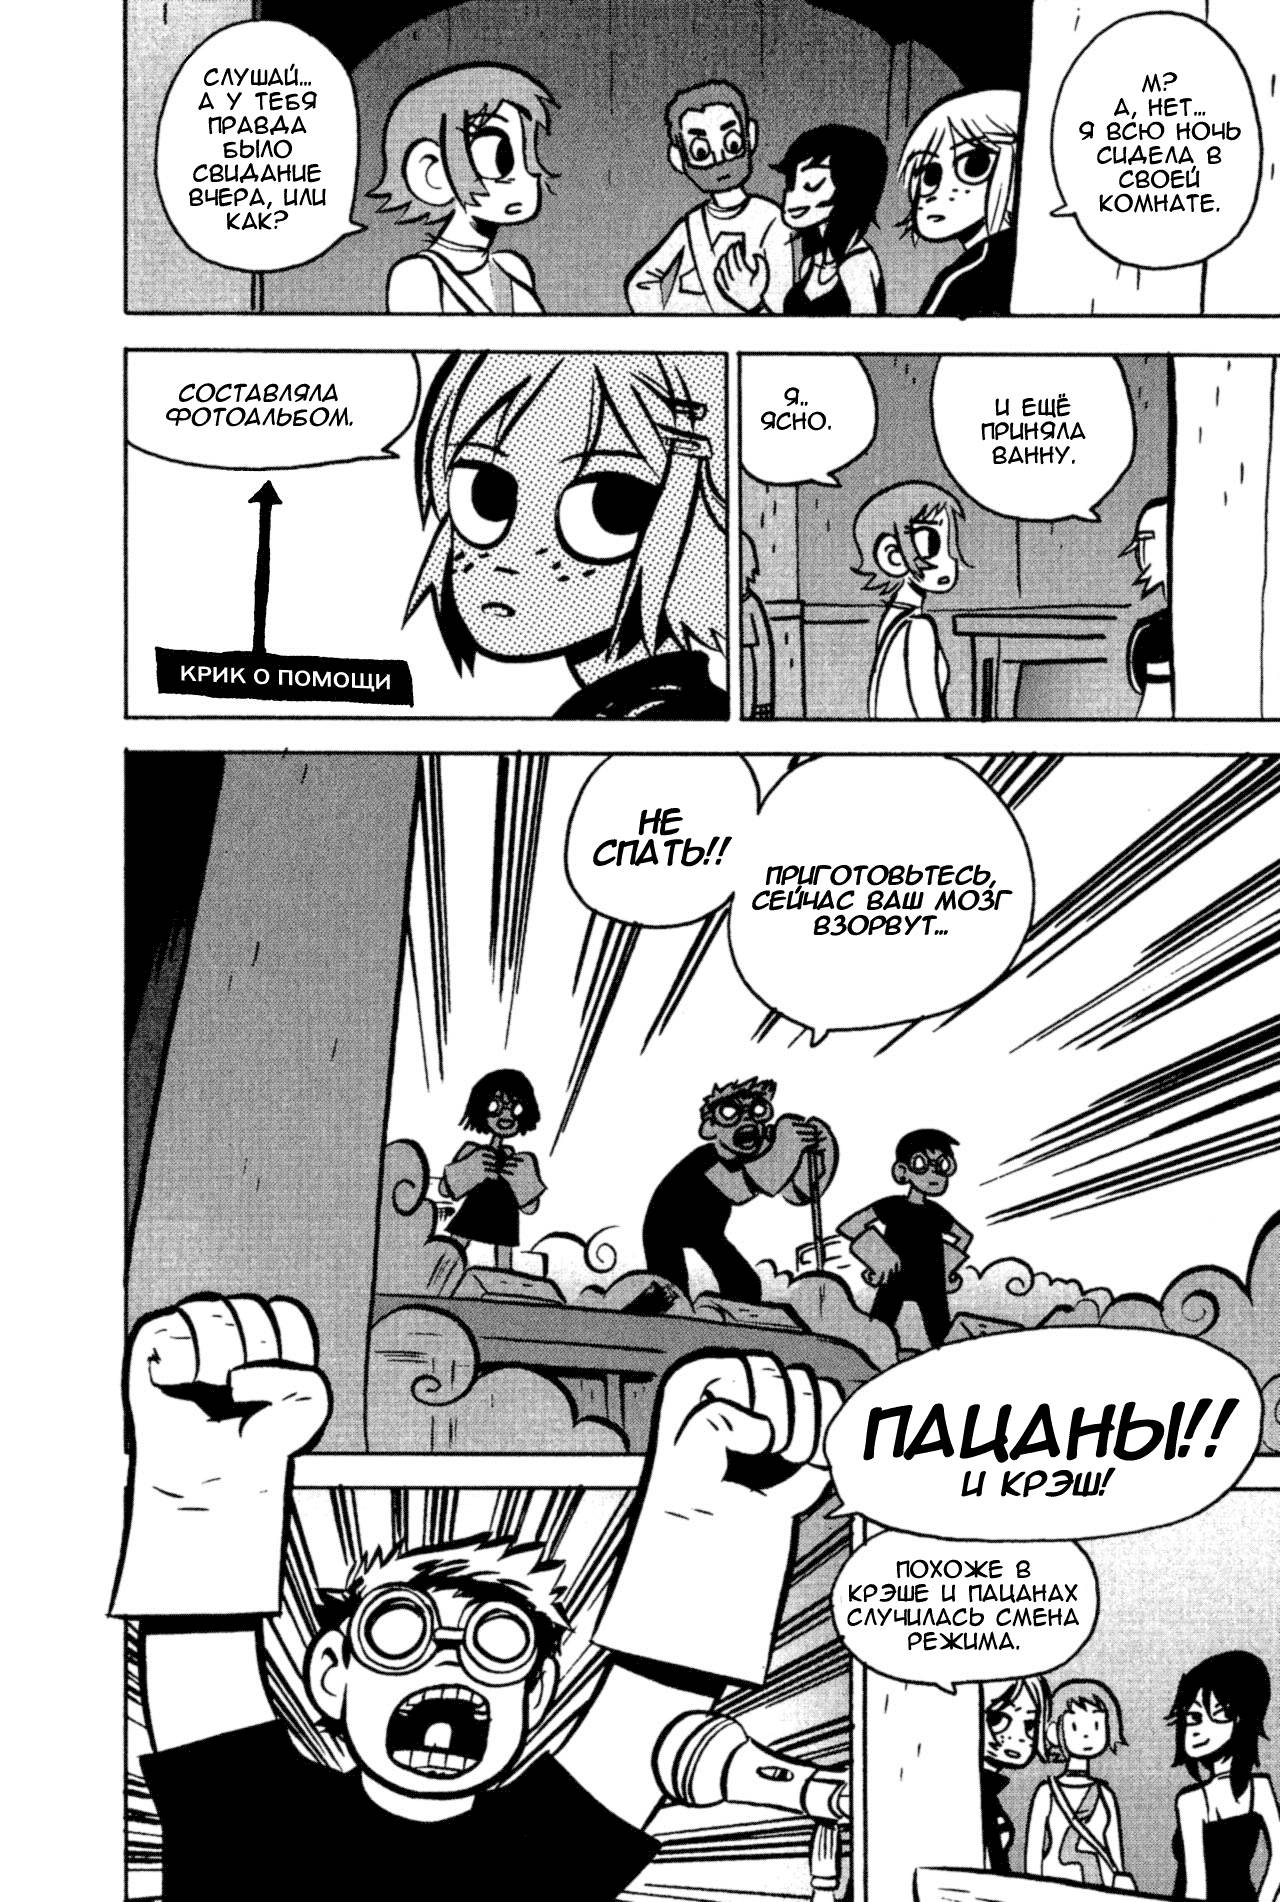 СЛУШАЙ...
А У ТЕБЯ
ПРАВДА
БЫЛО
СВИДАНИЕ
ВЧЕРА, ИЛИ
КАК?
М?
А, НЕТ...
Я ВСЮ НОЧЬ
СИДЕЛА В
СВОЕЙ
КОМНАТЕ.
СОСТАВЛЯЛА
ФОТОАЛЬБОМ.
КРИК О ПОМОЩИ
Я..
ЯСНО.
И ЕЩЁ
ПРИНЯЛА
ВАННУ.
НЕ
СПАТЬ!!
ПРИГОТОВЬТЕСЬ,
СЕЙЧАС ВАШ МОЗГ
ВЗОРВУТ...
ПАЦАНЫ!!
И КРЭШ!
ПОХОЖЕ В
КРЭШЕ И ПАЦАНАХ
СЛУЧИЛАСЬ СМЕНА
РЕЖИМА.